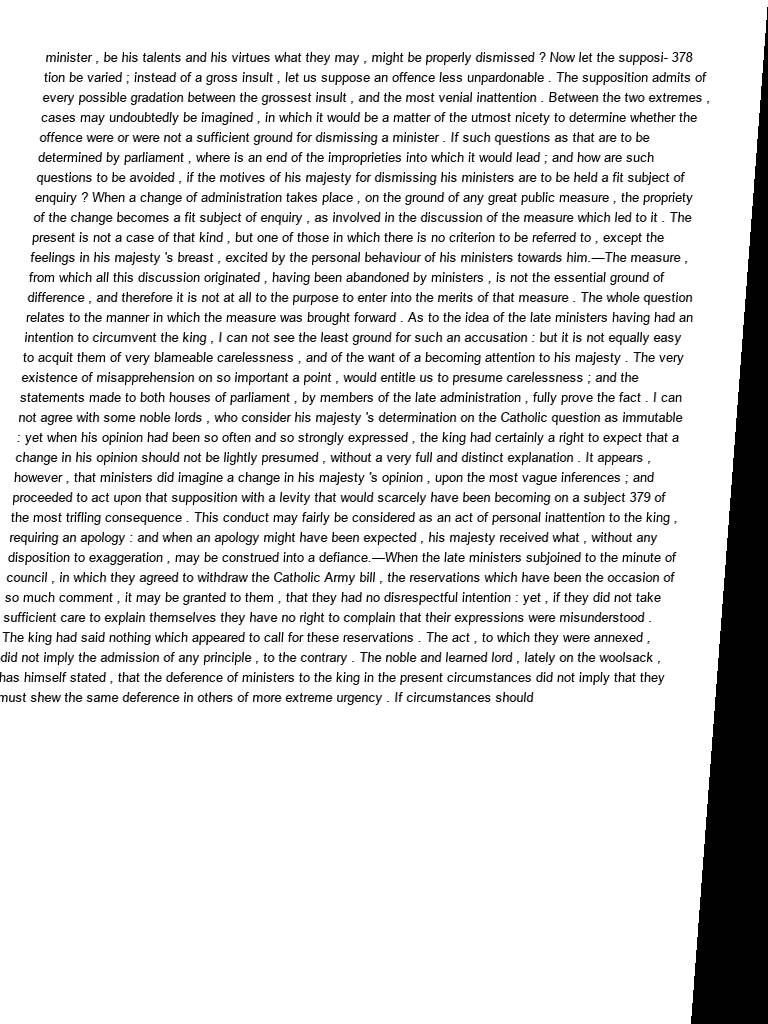 minister , be his talents and his virtues what they may , might be properly dismissed ? Now let the supposi- 378
tion be varied ; instead of a gross insult , let us suppose an offence less unpardonable . The supposition admits of
every possible gradation between the grossest insult , and the most venial inattention . Between the two extremes ,
cases may undoubtedly be imagined , in which it would be a matter of the utmost nicety to determine whether the
offence were or were not a sufficient ground for dismissing a minister . If such questions as that are to be
determined by parliament , where is an end of the improprieties into which it would lead ; and how are such
questions to be avoided , if the motives of his majesty for dismissing his ministers are to be held a fit subject of
enquiry ? When a change of administration takes place , on the ground of any great public measure , the propriety
of the change becomes a fit subject of enquiry , as involved in the discussion of the measure which led to it . The
present is not a case of that kind , but one of those in which there is no criterion to be referred to , except the
feelings in his majesty 's breast , excited by the personal behaviour of his ministers towards him.—The measure ,
from which all this discussion originated , having been abandoned by ministers , is not the essential ground of
difference , and therefore it is not at all to the purpose to enter into the merits of that measure . The whole question
relates to the manner in which the measure was brought forward . As to the idea of the late ministers having had an
intention to circumvent the king , I can not see the least ground for such an accusation : but it is not equally easy
to acquit them of very blameable carelessness , and of the want of a becoming attention to his majesty . The very
existence of misapprehension on so important a point , would entitle us to presume carelessness ; and the
statements made to both houses of parliament , by members of the late administration , fully prove the fact . I can
not agree with some noble lords , who consider his majesty 's determination on the Catholic question as immutable
: yet when his opinion had been so often and so strongly expressed , the king had certainly a right to expect that a
change in his opinion should not be lightly presumed , without a very full and distinct explanation . It appears ,
however , that ministers did imagine a change in his majesty 's opinion , upon the most vague inferences ; and
proceeded to act upon that supposition with a levity that would scarcely have been becoming on a subject 379 of
the most trifling consequence . This conduct may fairly be considered as an act of personal inattention to the king ,
requiring an apology : and when an apology might have been expected , his majesty received what , without any
disposition to exaggeration , may be construed into a defiance.—When the late ministers subjoined to the minute of
council , in which they agreed to withdraw the Catholic Army bill , the reservations which have been the occasion of
so much comment , it may be granted to them , that they had no disrespectful intention : yet , if they did not take
sufficient care to explain themselves they have no right to complain that their expressions were misunderstood .
The king had said nothing which appeared to call for these reservations . The act , to which they were annexed ,
did not imply the admission of any principle , to the contrary . The noble and learned lord , lately on the woolsack ,
has himself stated , that the deference of ministers to the king in the present circumstances did not imply that they
must shew the same deference in others of more extreme urgency . If circumstances should